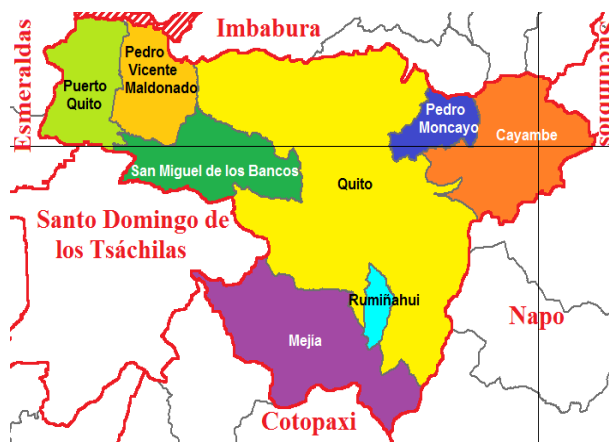 Imbabura
Esmeraldas
Sucumbíos
Pedro
Vicente
Maldonado
Puerto
Quito
Pedro
Moncayo
Cayambe
San Miguel de los Bancos
Quito
Santo Domingo de
los Tsáchilas
Rumiñahui
Napo
Mejía
Cotopaxi